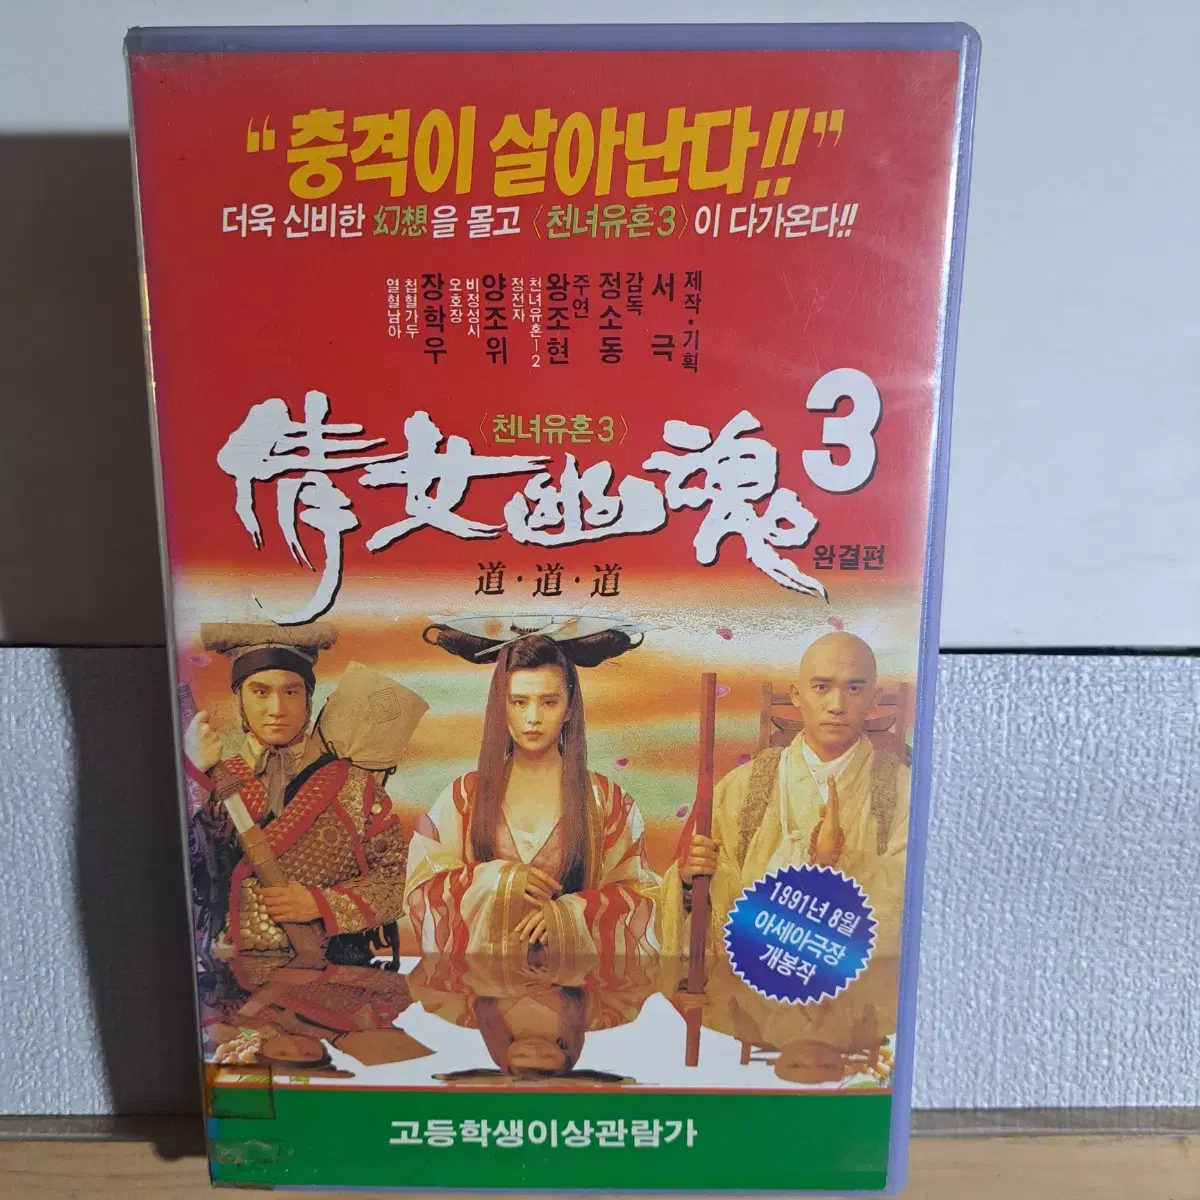 “충격이 살아난다!!”
더욱 신비한 幻想을 몰고 〈천녀유혼3〉이 다가온다!!
제작·기획
서극
감독
정소동
주연
왕조현
천녀유혼-2
정전자
양조위
비정성시
오호장
장학우
첩혈가두
열혈남아
〈천녀유혼3〉
倩女幽魂3
완결편
道·道·道
1991년 8월
아세아극장
개봉작
고등학생이상관람가